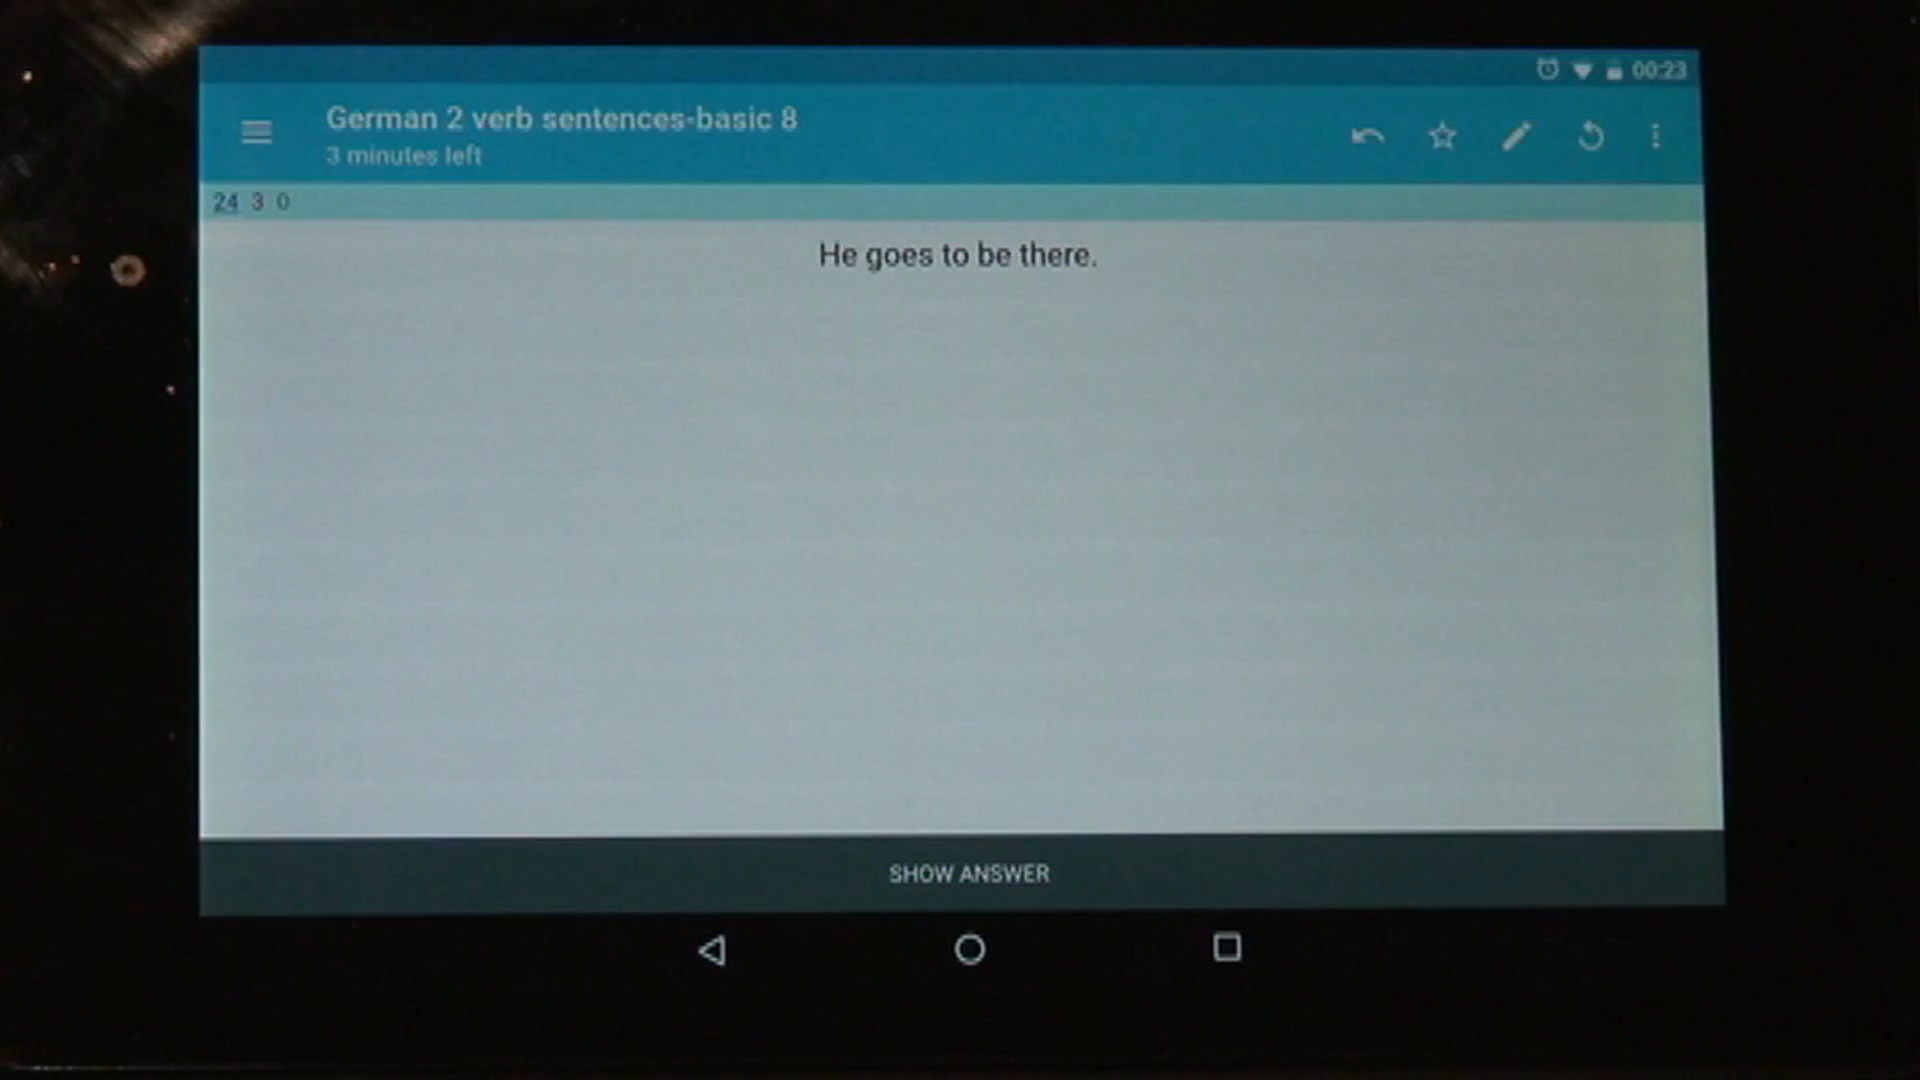 00:23
German 2 verb sentences-basic 8
3 minutes left
24 3 0
He goes to be there.
SHOW ANSWER